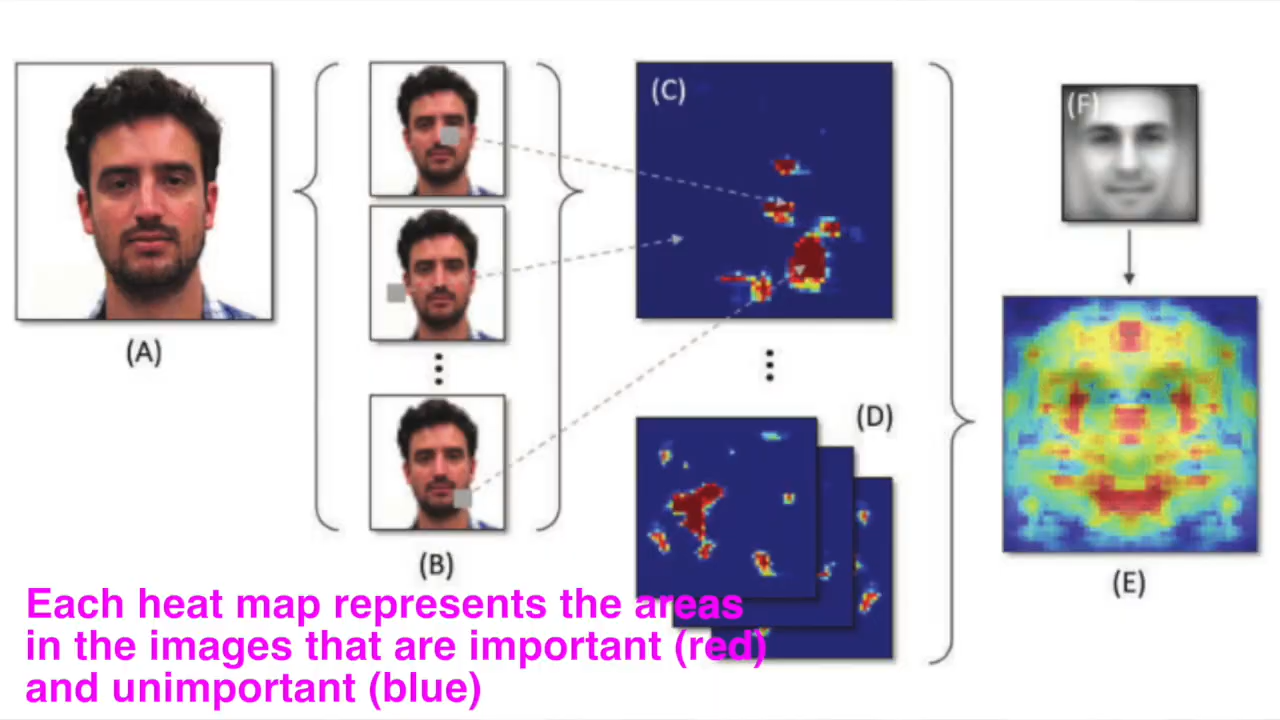 (A)
(B)
(C)
(D)
(E)
(F)
Each heat map represents the areas
in the images that are important (red)
and unimportant (blue)